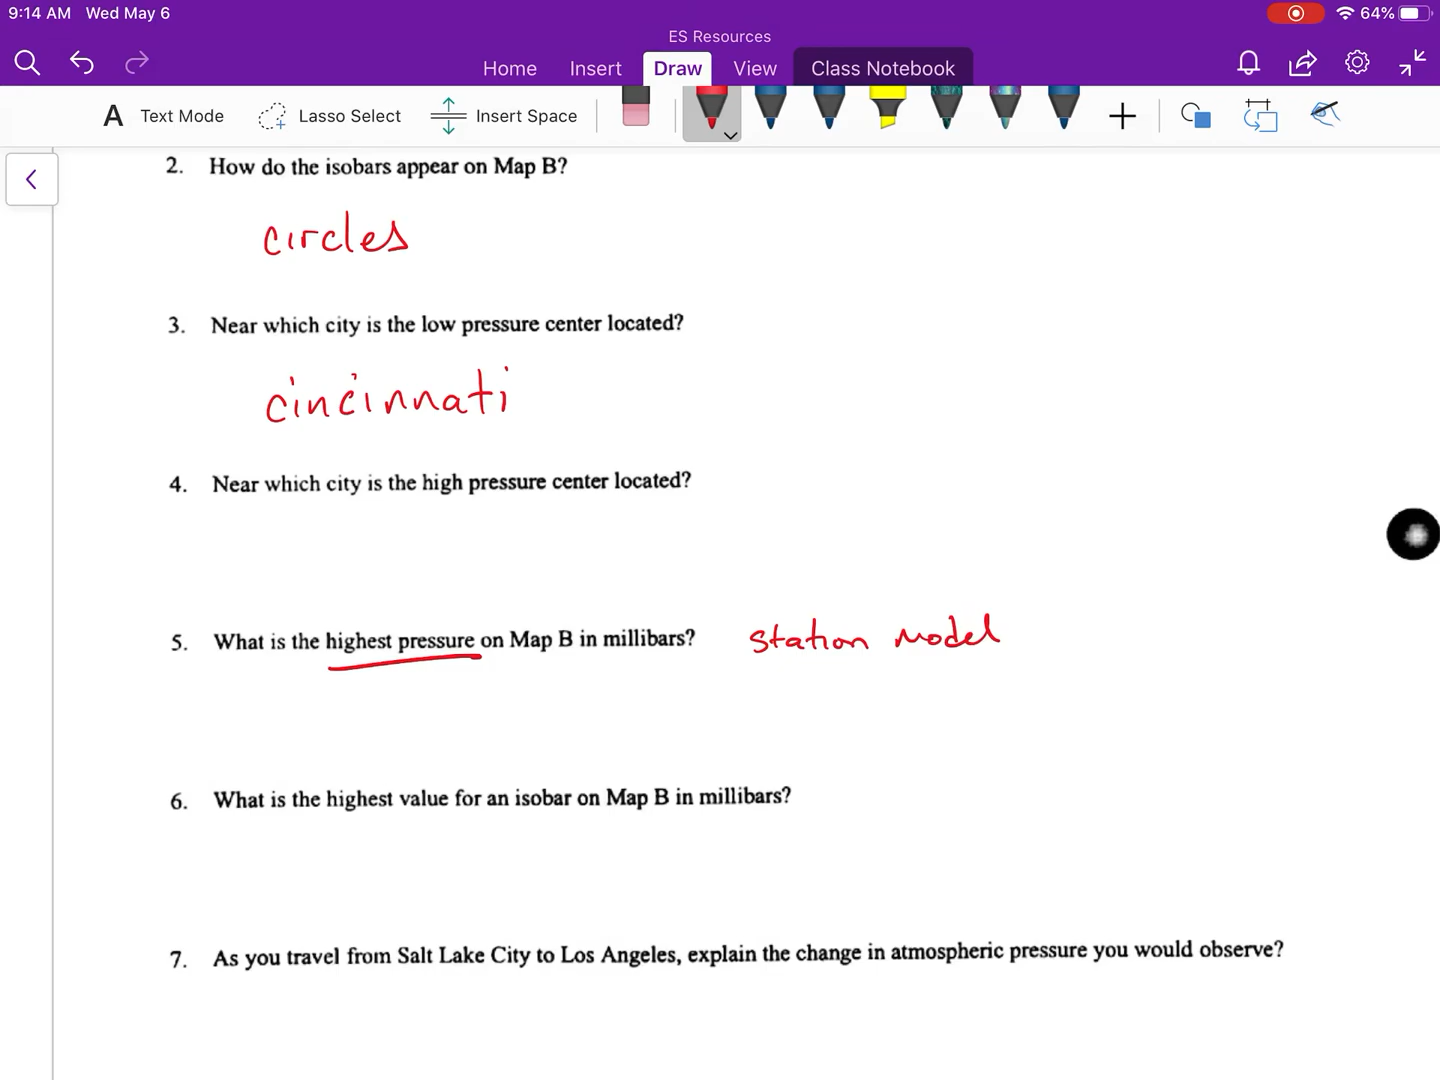 9:14 AM Wed May 6
64%
ES Resources
Home Insert Draw View Class Notebook
A Text Mode Lasso Select Insert Space
2. How do the isobars appear on Map B?
circles
3. Near which city is the low pressure center located?
cincinnati
4. Near which city is the high pressure center located?
5. What is the highest pressure on Map B in millibars? station model
6. What is the highest value for an isobar on Map B in millibars?
7. As you travel from Salt Lake City to Los Angeles, explain the change in atmospheric pressure you would observe?